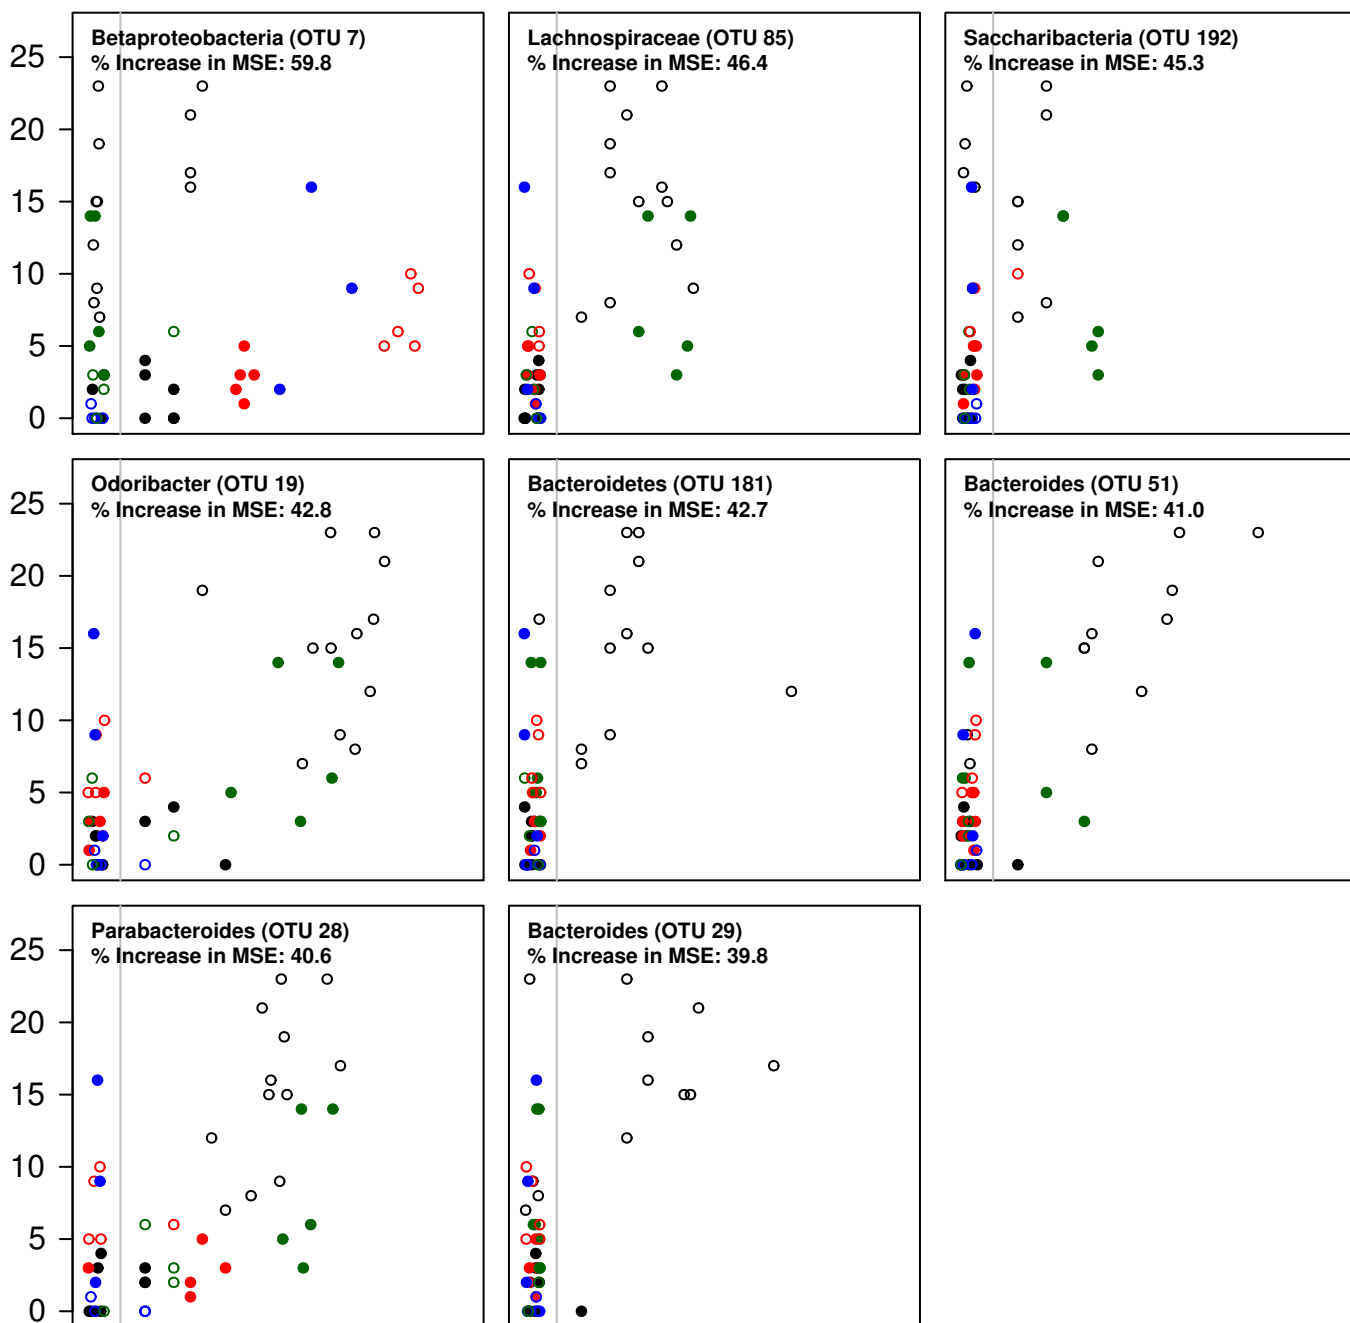 Betaproteobacteria (OTU 7)
% Increase in MSE: 59.8
Lachnospiraceae (OTU 85)
% Increase in MSE: 46.4
Saccharibacteria (OTU 192)
% Increase in MSE: 45.3
25
20
15
10
5
0
Odoribacter (OTU 19)
% Increase in MSE: 42.8
Bacteroidetes (OTU 181)
% Increase in MSE: 42.7
Bacteroides (OTU 51)
% Increase in MSE: 41.0
25
20
15
10
5
0
Parabacteroides (OTU 28)
% Increase in MSE: 40.6
Bacteroides (OTU 29)
% Increase in MSE: 39.8
25
20
15
10
5
0